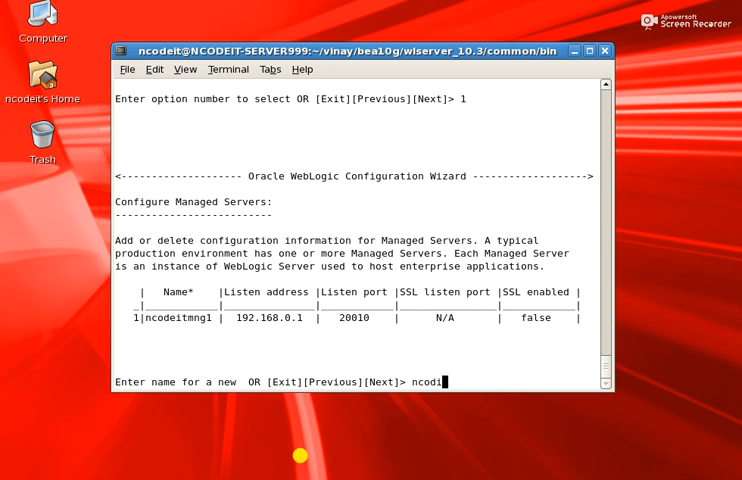 Computer
ncodeit's Home
Trash
Apowersoft
Screen Recorder
ncodeit@NCODEIT-SERVER999:~/vinay/bea10g/wlserver_10.3/common/bin
File Edit View Terminal Tabs Help
Enter option number to select OR [Exit][Previous][Next]> 1
<------------------- Oracle WebLogic Configuration Wizard ------------------>
Configure Managed Servers:
-------------------------
Add or delete configuration information for Managed Servers. A typical
production environment has one or more Managed Servers. Each Managed Server
is an instance of WebLogic Server used to host enterprise applications.
| Name* |Listen address |Listen port |SSL listen port |SSL enabled |
_|___________|_______________|____________|________________|____________|
1|ncodeitmng1 | 192.168.0.1 | 20010 | N/A | false |
Enter name for a new  OR [Exit][Previous][Next]> ncodi